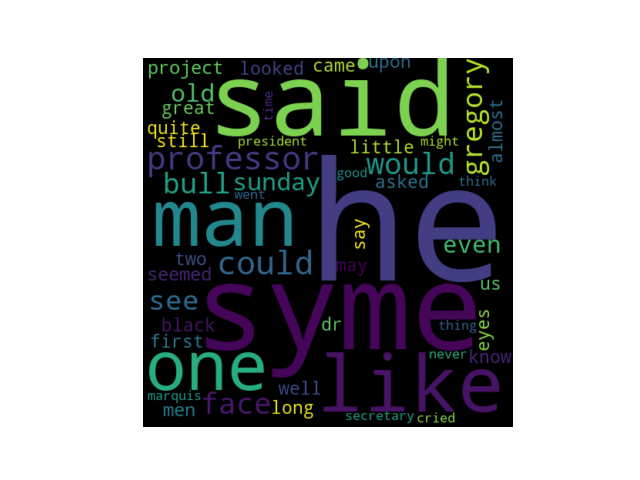 project looked came upon
old said gregory
great time almost
quite
still president little might
professor good would
bull sunday asked think
went
man he say even
two could may
seemed us
see syme
black dr thing eyes
first never know
one like
well
marquis face long
men secretary cried